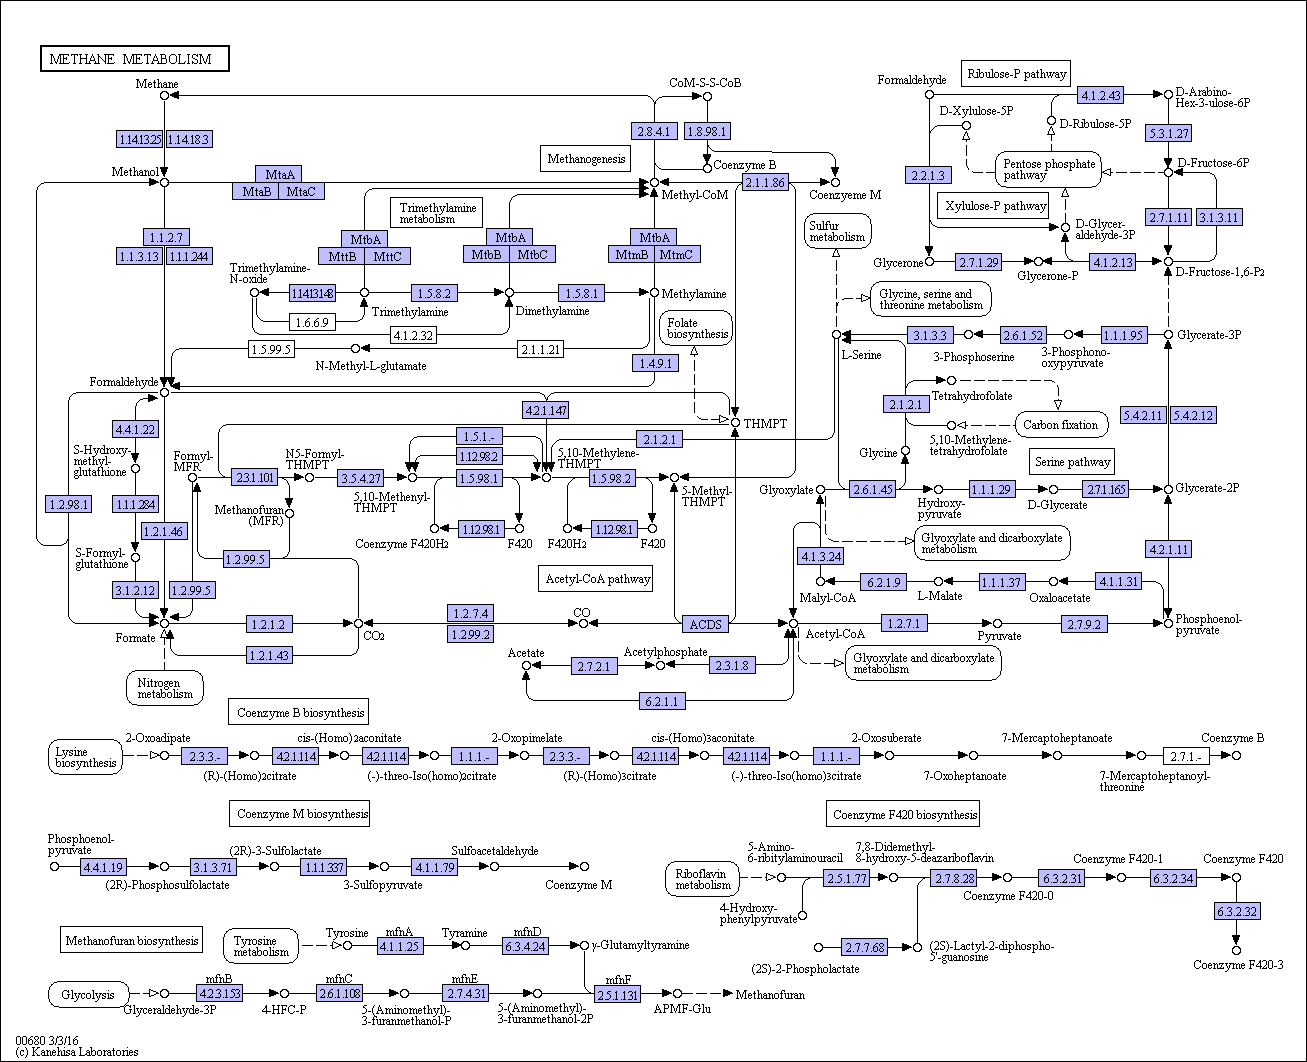 METHANE METABOLISM
Methane
CoM-S-S-CoB
Formaldehyde
Ribulose-P pathway
D-Arabino-
Hex-3-ulose-6P
4.1.2.43
D-Xylulose-5P
D-Ribulose-5P
1.14.13.25
1.14.18.3
2.8.4.1
1.8.98.1
5.3.1.27
Methanogenesis
Coenzyme B
Pentose phosphate
pathway
D-Fructose-6P
Methanol
MtaA
MtaB
MtaC
Methyl-CoM
2.1.1.86
Coenzyeme M
2.2.1.3
Xylulose-P pathway
2.7.1.11
3.1.3.11
Trimethylamine
metabolism
Sulfur
metabolism
D-Glycer-
aldehyde-3P
1.1.2.7
1.1.3.13
1.1.1.244
MtbA
MttB
MttC
MtbA
MtbB
MtbC
MtbA
MtmB
MtmC
Glycerone
2.7.1.29
Glycerone-P
4.1.2.13
D-Fructose-1,6-P2
Trimethylamine-
N-oxide
1.14.13.148
Trimethylamine
1.5.8.2
Dimethylamine
1.5.8.1
Methylamine
Glycine, serine and
threonine metabolism
1.6.6.9
4.1.2.32
Folate
biosynthesis
1.5.99.5
N-Methyl-L-glutamate
2.1.1.21
L-Serine
3.1.3.3
3-Phosphoserine
2.6.1.52
3-Phosphono-
oxypyruvate
1.1.1.95
Glycerate-3P
1.4.9.1
Formaldehyde
Tetrahydrofolate
2.1.2.1
4.2.1.147
THMPT
Carbon fixation
5.4.2.11
5.4.2.12
4.4.1.22
1.5.1.-
2.1.2.1
5,10-Methylene-
tetrahydrofolate
S-Hydroxy-
methyl-
glutathione
Formyl-
MFR
N5-Formyl-
THMPT
1.12.98.2
5,10-Methylene-
THMPT
Glycine
Serine pathway
2.3.1.101
3.5.4.27
1.5.98.1
1.5.98.2
5,10-Methenyl-
THMPT
5-Methyl-
THMPT
Glyoxylate
2.6.1.45
Hydroxy-
pyruvate
1.1.1.29
D-Glycerate
2.7.1.165
Glycerate-2P
1.2.98.1
1.1.1.284
Methanofuran
(MFR)
1.2.1.46
1.12.98.1
1.12.98.1
Coenzyme F420H2
F420
F420H2
F420
Glyoxylate and dicarboxylate
metabolism
S-Formyl-
glutathione
1.2.99.5
4.1.3.24
4.2.1.11
3.1.2.12
1.2.99.5
Acetyl-CoA pathway
Malyl-CoA
6.2.1.9
L-Malate
1.1.1.37
Oxaloacetate
4.1.1.31
Formate
1.2.1.2
CO2
1.2.7.4
1.2.99.2
CO
ACDS
Acetyl-CoA
1.2.7.1
Pyruvate
2.7.9.2
Phosphoenol-
pyruvate
1.2.1.43
Acetate
2.7.2.1
Acetylphosphate
2.3.1.8
Glyoxylate and dicarboxylate
metabolism
Nitrogen
metabolism
6.2.1.1
Coenzyme B biosynthesis
Lysine
biosynthesis
2-Oxoadipate
2.3.3.-
(R)-(Homo)2citrate
4.2.1.114
cis-(Homo)2aconitate
4.2.1.114
(-)-threo-Iso(homo)2citrate
1.1.1.-
2-Oxopimelate
2.3.3.-
(R)-(Homo)3citrate
4.2.1.114
cis-(Homo)3aconitate
4.2.1.114
(-)-threo-Iso(homo)3citrate
1.1.1.-
2-Oxosuberate
7-Oxoheptanoate
7-Mercaptoheptanoate
7-Mercaptoheptanoyl-
threonine
2.7.1.-
Coenzyme B
Coenzyme M biosynthesis
Phosphoenol-
pyruvate
4.4.1.19
(2R)-Phosphosulfolactate
3.1.3.71
(2R)-3-Sulfolactate
1.1.1.337
3-Sulfopyruvate
4.1.1.79
Sulfoacetaldehyde
Coenzyme M
Coenzyme F420 biosynthesis
Riboflavin
metabolism
5-Amino-
6-ribitylaminouracil
2.5.1.77
7,8-Didemethyl-
8-hydroxy-5-deazariboflavin
2.7.8.28
Coenzyme F420-0
6.3.2.31
Coenzyme F420-1
6.3.2.34
Coenzyme F420
4-Hydroxy-
phenylpyruvate
6.3.2.32
(2S)-2-Phospholactate
2.7.7.68
(2S)-Lactyl-2-diphospho-
5'-guanosine
Coenzyme F420-3
Methanofuran biosynthesis
Tyrosine
metabolism
Tyrosine
mfnA
4.1.1.25
Tyramine
mfnD
6.3.4.24
γ-Glutamyltyramine
Glycolysis
Glyceraldehyde-3P
mfnB
4.2.3.153
4-HFC-P
mfnC
2.6.1.108
5-(Aminomethyl)-
3-furanmethanol-P
mfnE
2.7.4.31
5-(Aminomethyl)-
3-furanmethanol-2P
mfnF
2.5.1.131
APMF-Glu
Methanofuran
00680 3/3/16
(c) Kanehisa Laboratories